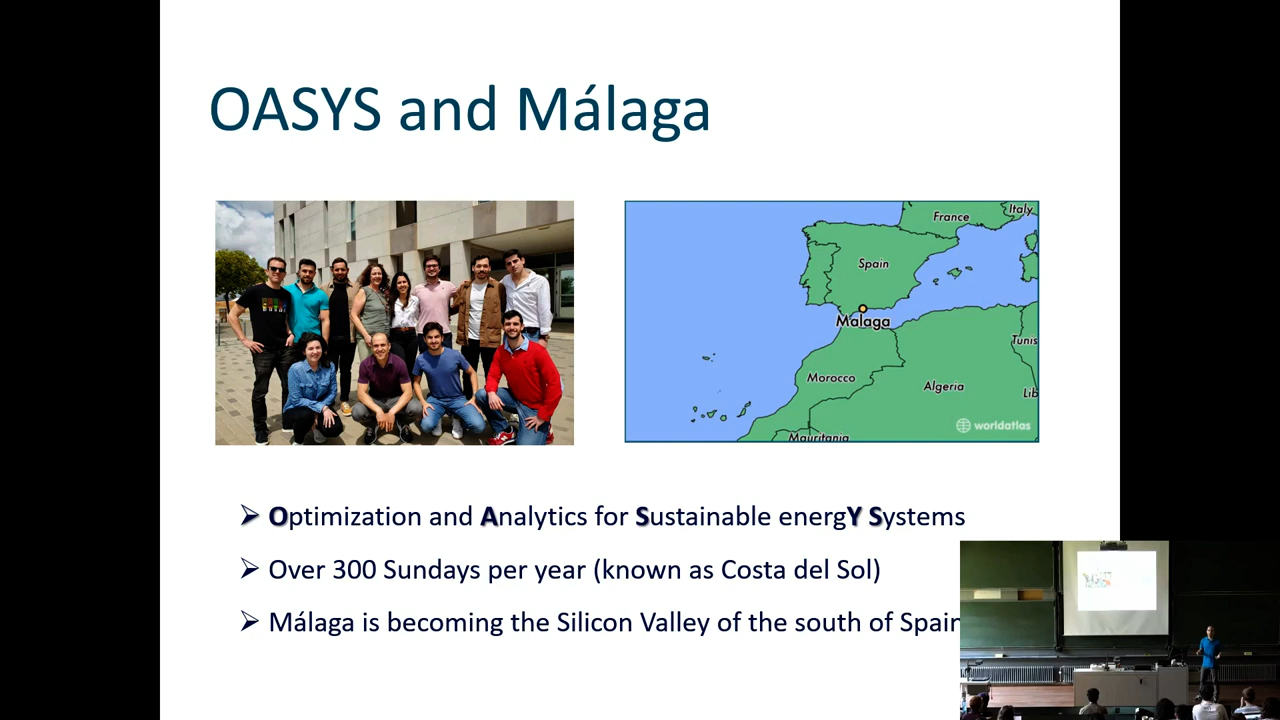 OASYS and Málaga
France
Italy
Spain
Malaga
Tunis
Morocco
Algeria
Lib
Mauritania
worldatlas
➢ Optimization and Analytics for Sustainable energY Systems
➢ Over 300 Sundays per year (known as Costa del Sol)
➢ Málaga is becoming the Silicon Valley of the south of Spain